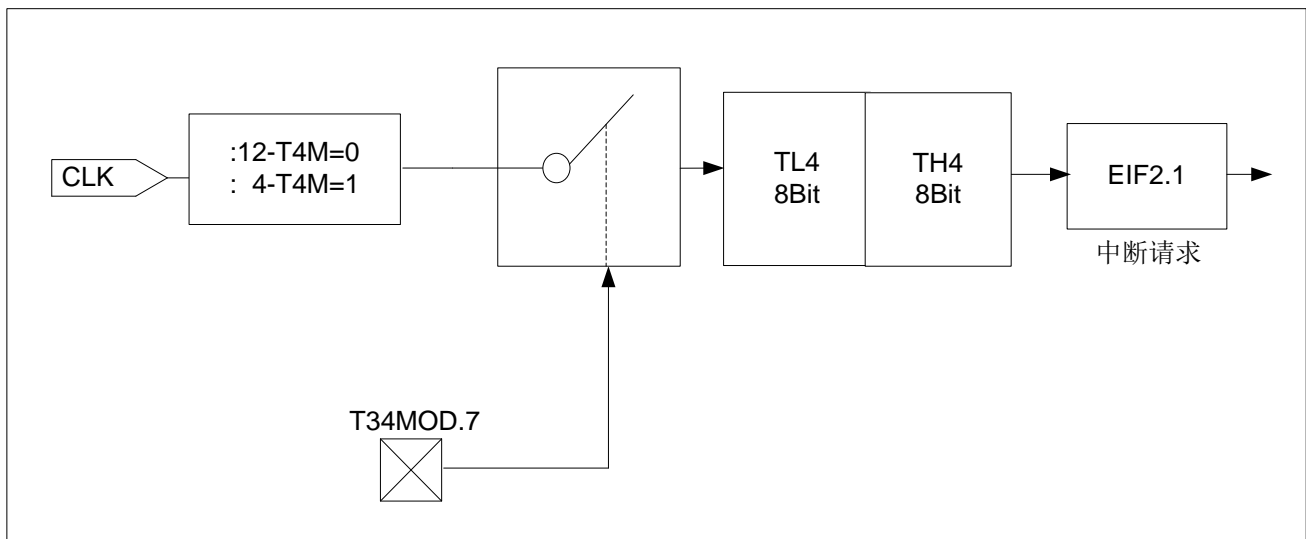 CLK
:12-T4M=0
: 4-T4M=1
TL4
8Bit
TH4
8Bit
EIF2.1
中断请求
T34MOD.7